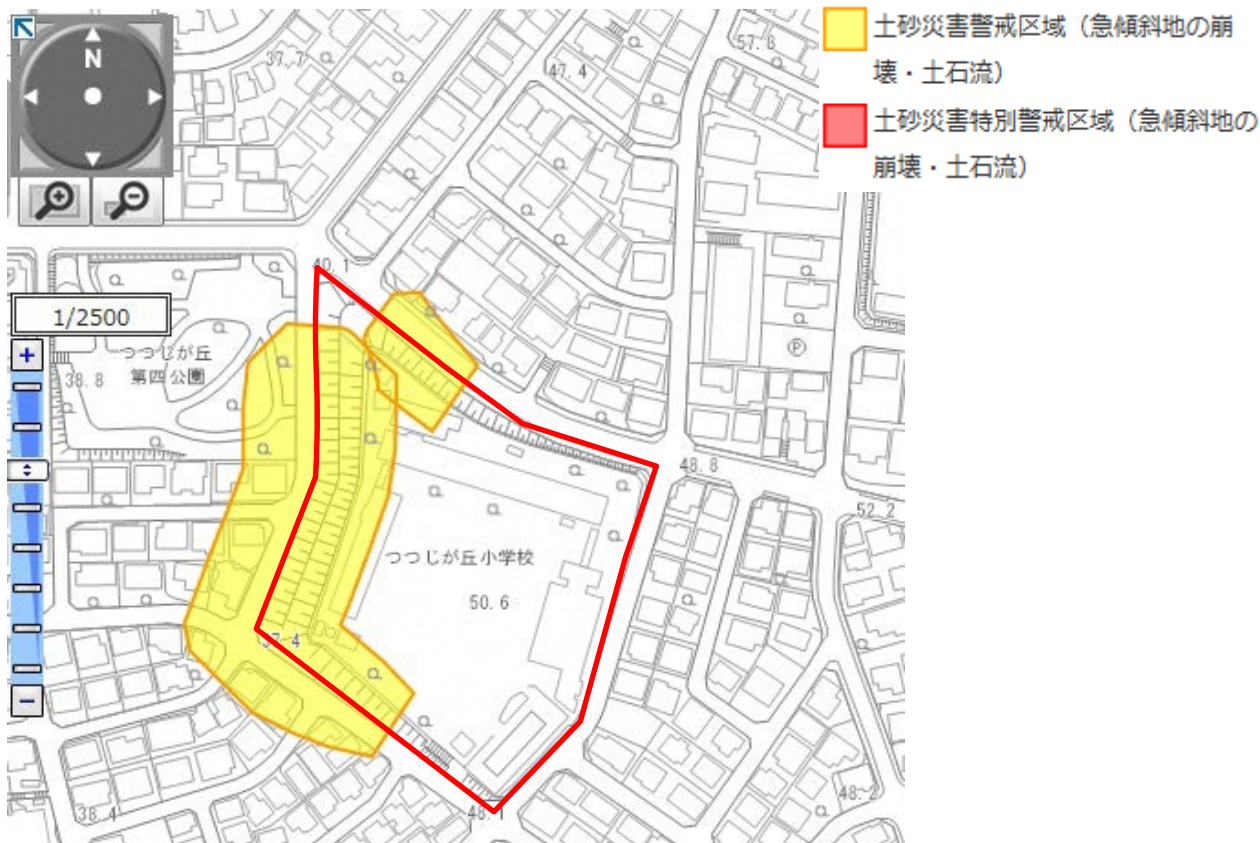 土砂災害警戒区域（急傾斜地の崩
壊・土石流）
土砂災害特別警戒区域（急傾斜地の
崩壊・土石流）
N
37.7
47.4
57.8
40.1
1/2500
つつじが丘
第四公園
38.8
P
48.8
52.2
つつじが丘小学校
50.6
37.4
48.2
38.4
48.1